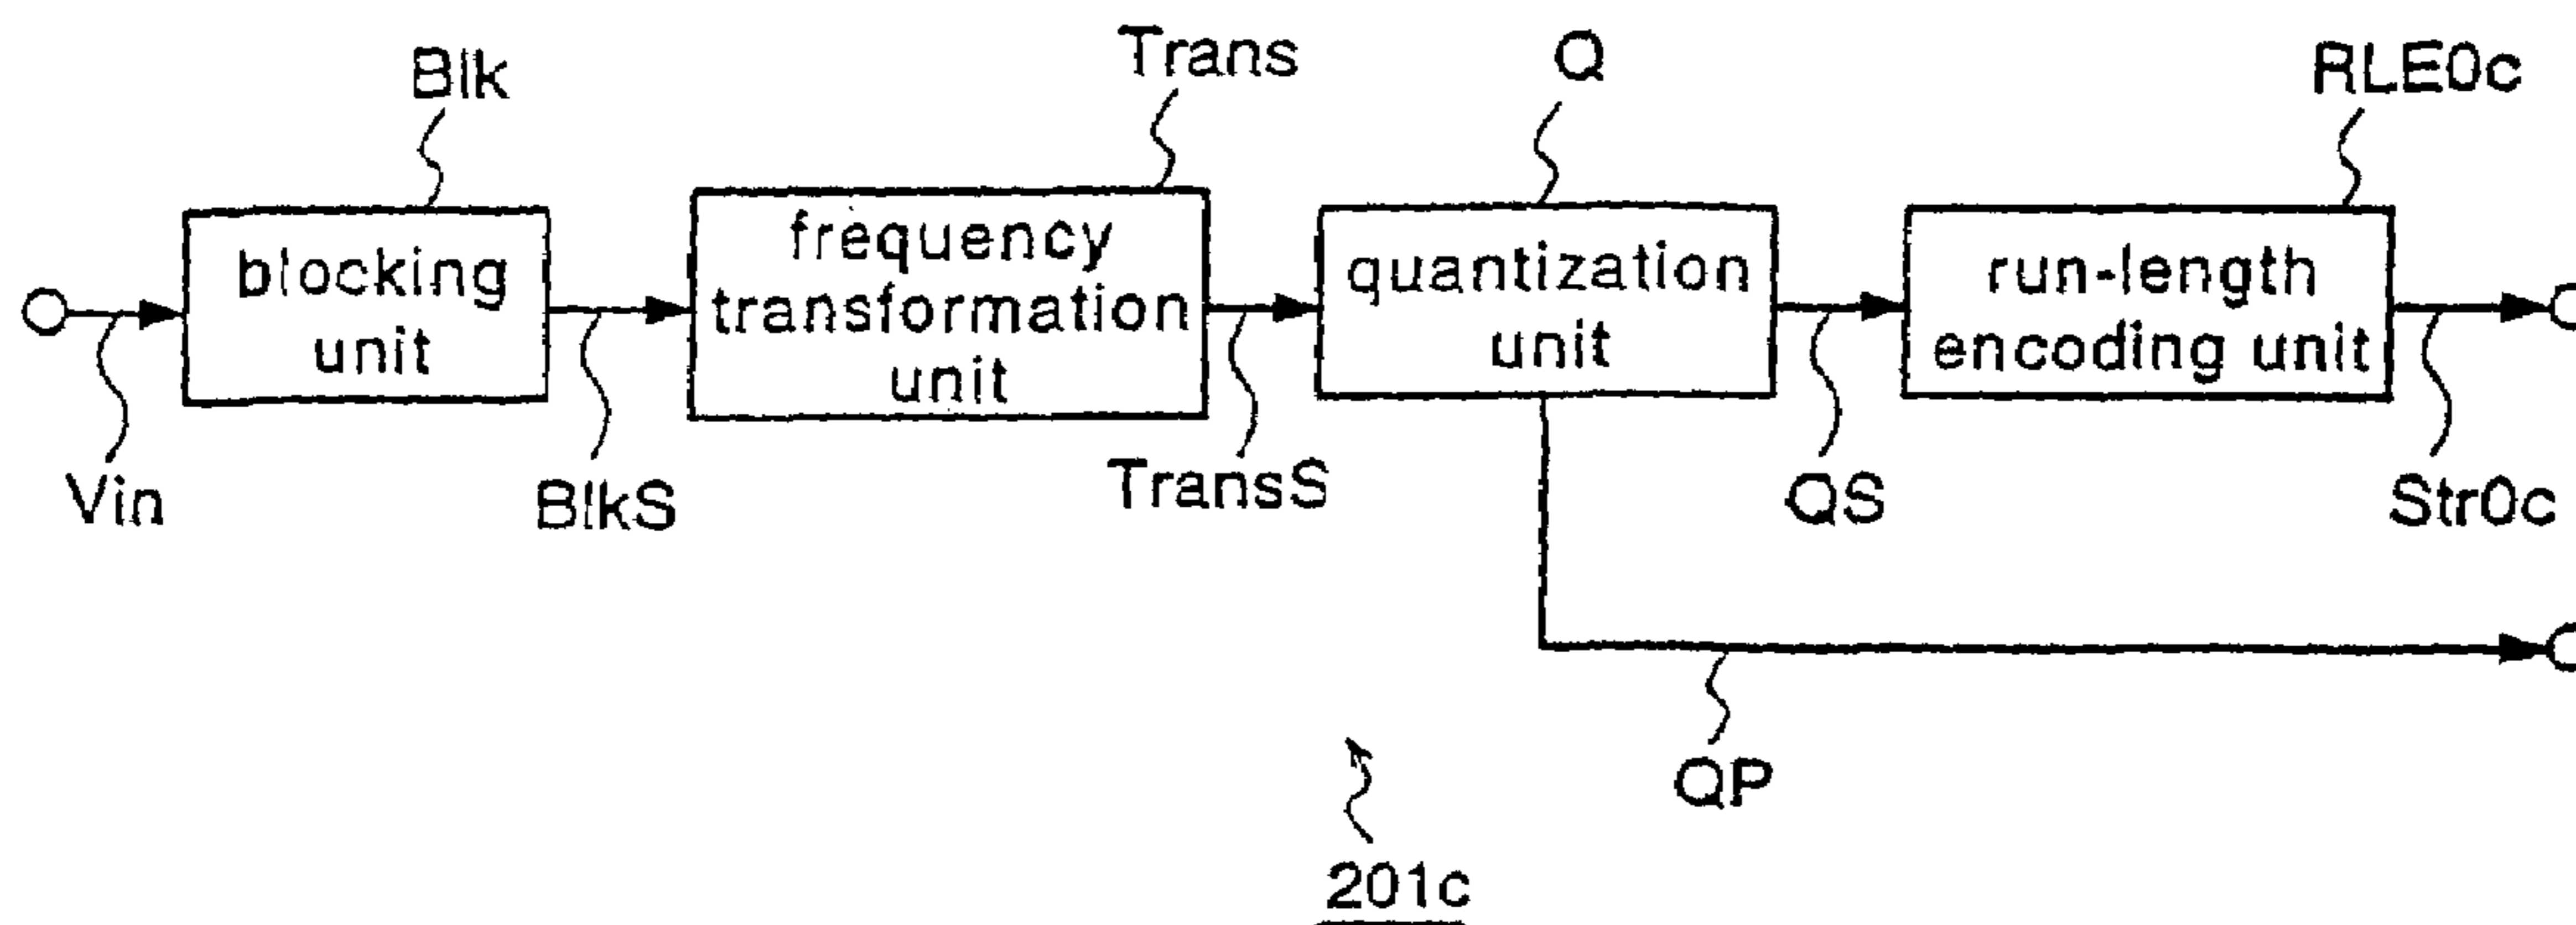 Blk
Trans
Q
RLE0c
blocking
unit
frequency
transformation
unit
quantization
unit
run-length
encoding unit
Vin
BlkS
TransS
QS
Str0c
QP
201c